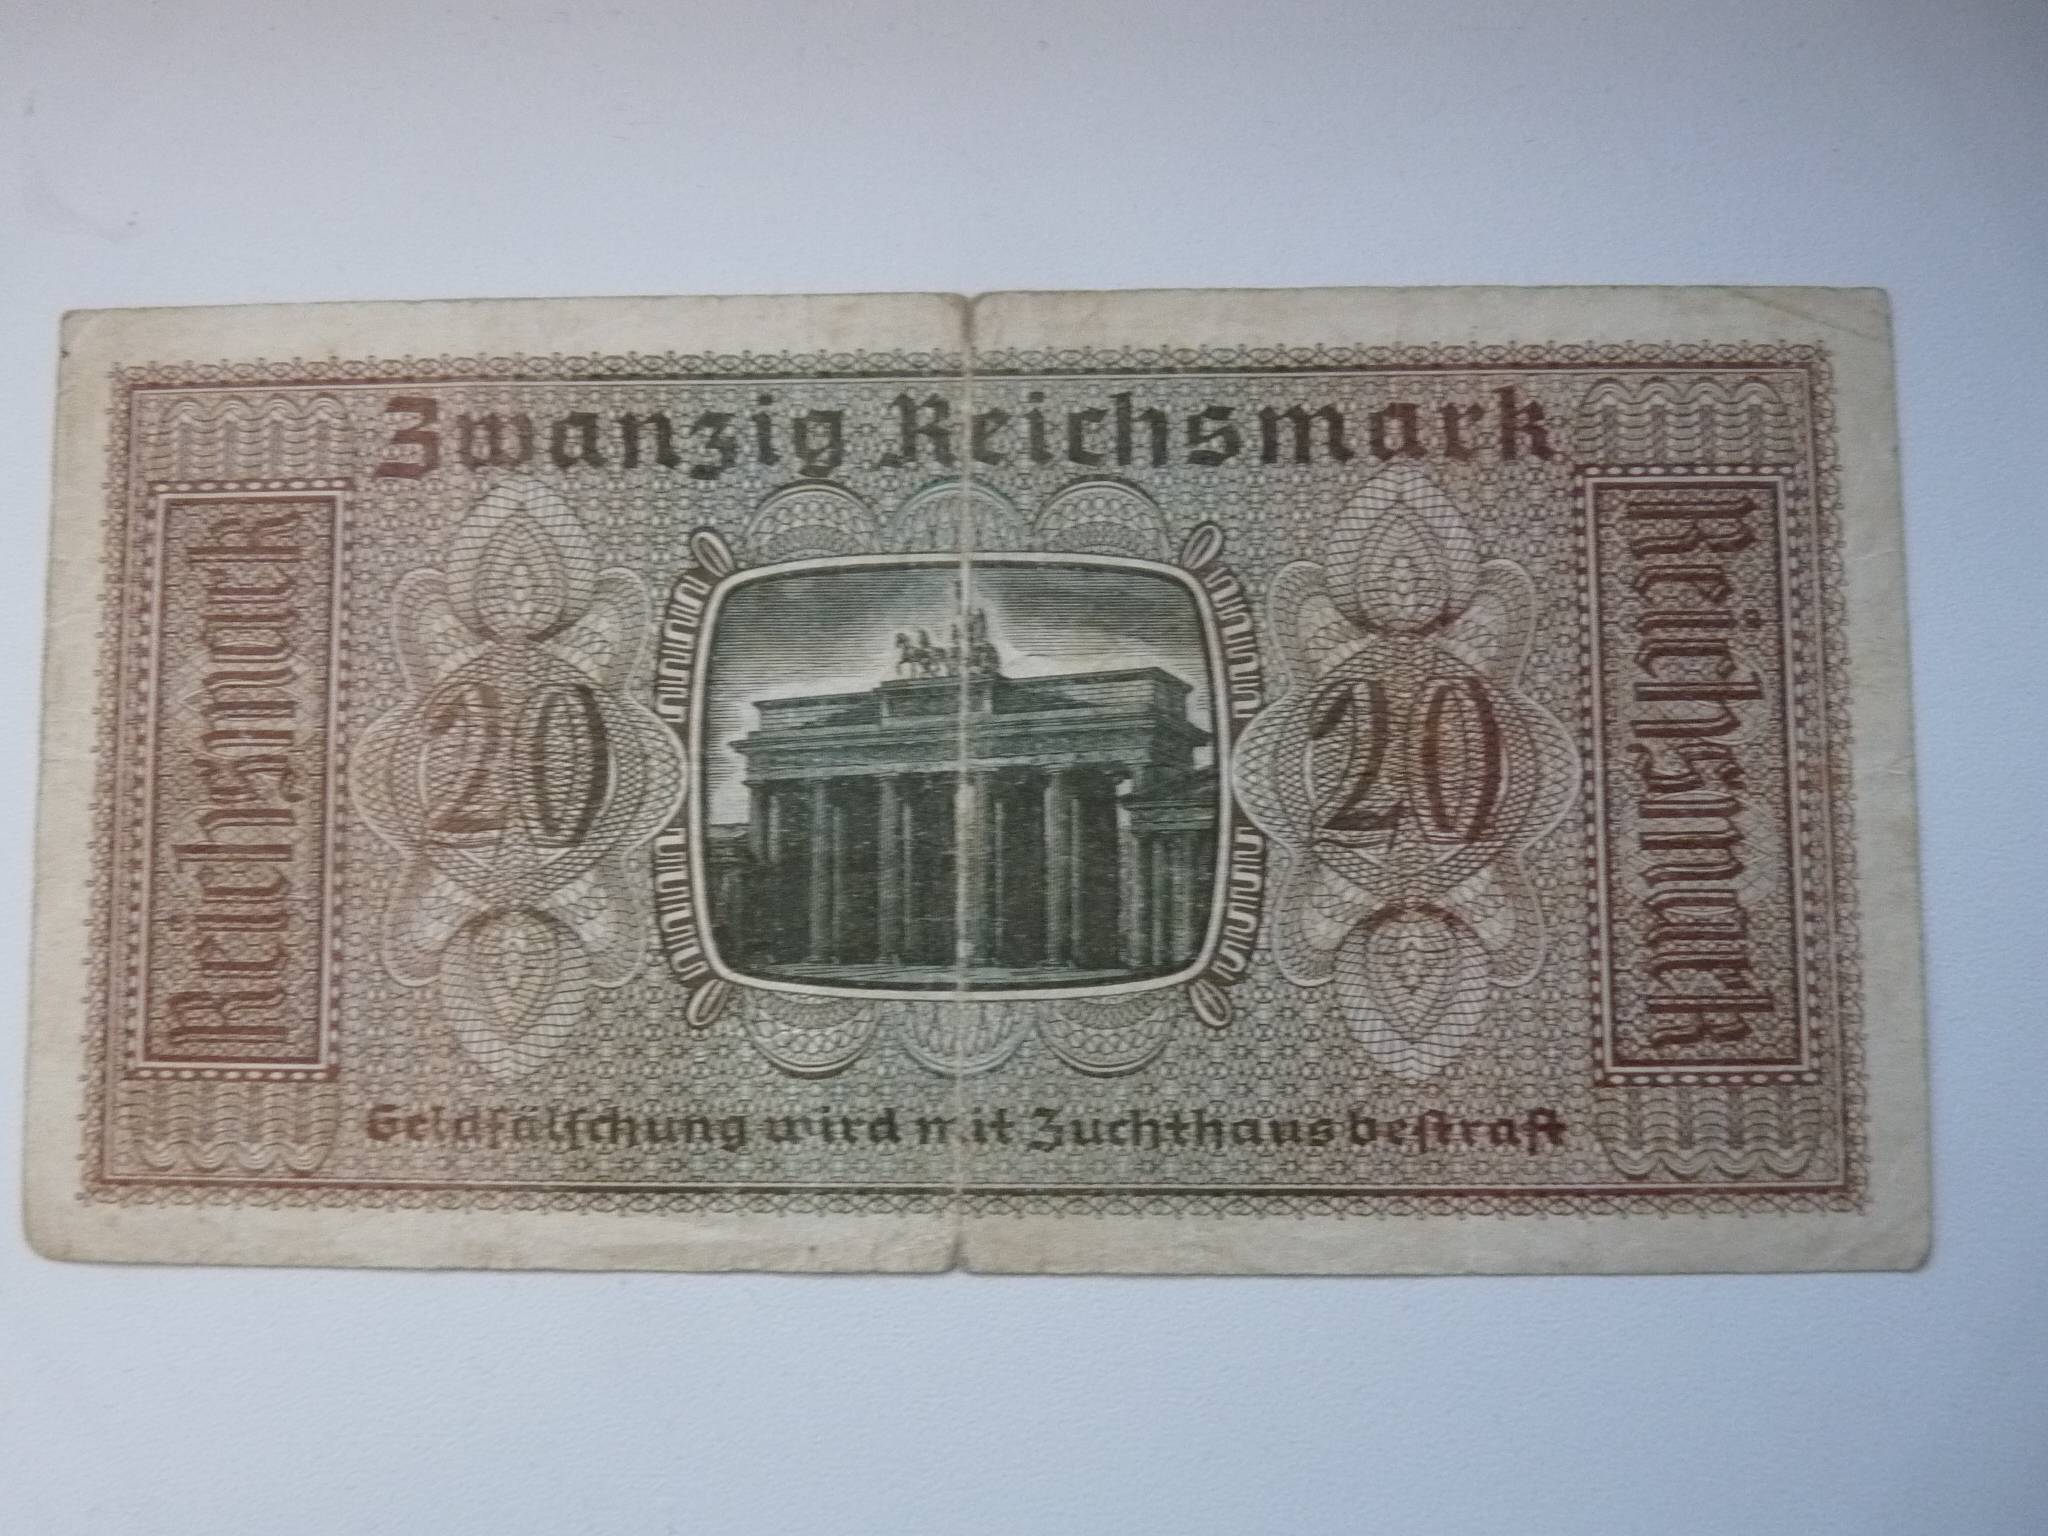 Zwanzig Reichsmark
Reichsmark
20
20
Reichsmark
Geldfälschung wird mit Zuchthaus bestraft